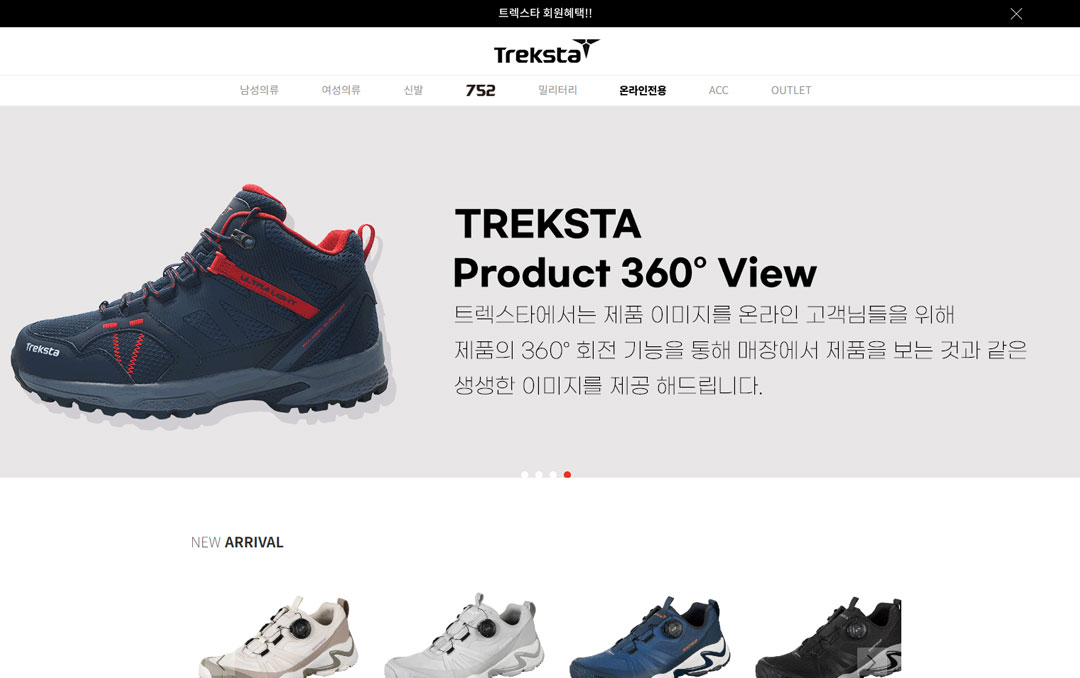 트렉스타 회원혜택!!
Treksta
남성의류 여성의류 신발 752 밀리터리 온라인전용 ACC OUTLET
TREKSTA
Product 360° View
트렉스타에서는 제품 이미지를 온라인 고객님들을 위해
제품의 360° 회전 기능을 통해 매장에서 제품을 보는 것과 같은
생생한 이미지를 제공 해드립니다.
ULTRA LIGHT
Treksta
NEW ARRIVAL